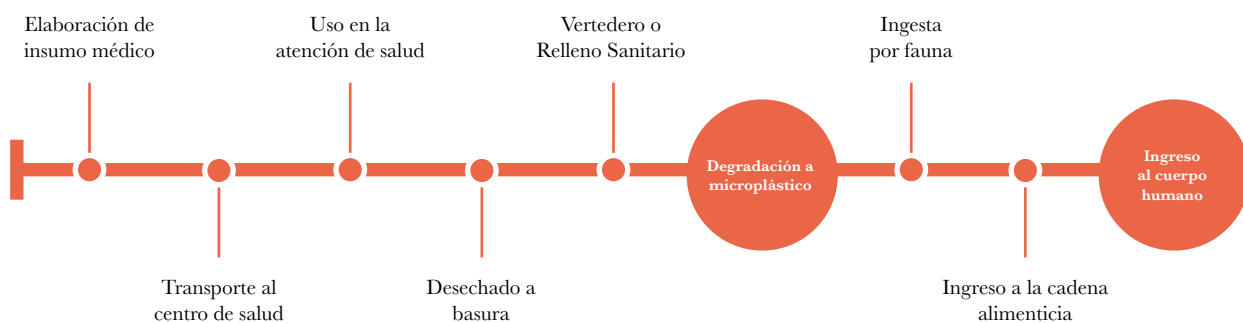 Elaboración de
insumo médico
Transporte al
centro de salud
Uso en la
atención de salud
Desechado a
basura
Vertedero o
Relleno Sanitario
Degradación a
microplástico
Ingesta
por fauna
Ingreso a la cadena
alimenticia
Ingreso
al cuerpo
humano